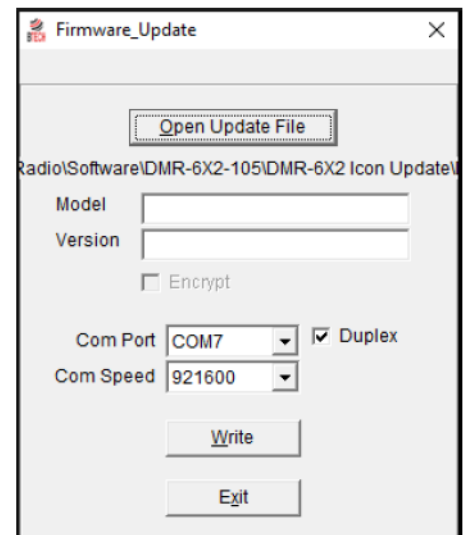 BTECH
Firmware_Update
Open Update File
Radio\Software\DMR-6X2-105\DMR-6X2 Icon Update\
Model
Version
Encrypt
Com Port COM7 Duplex
Com Speed 921600
Write
Exit